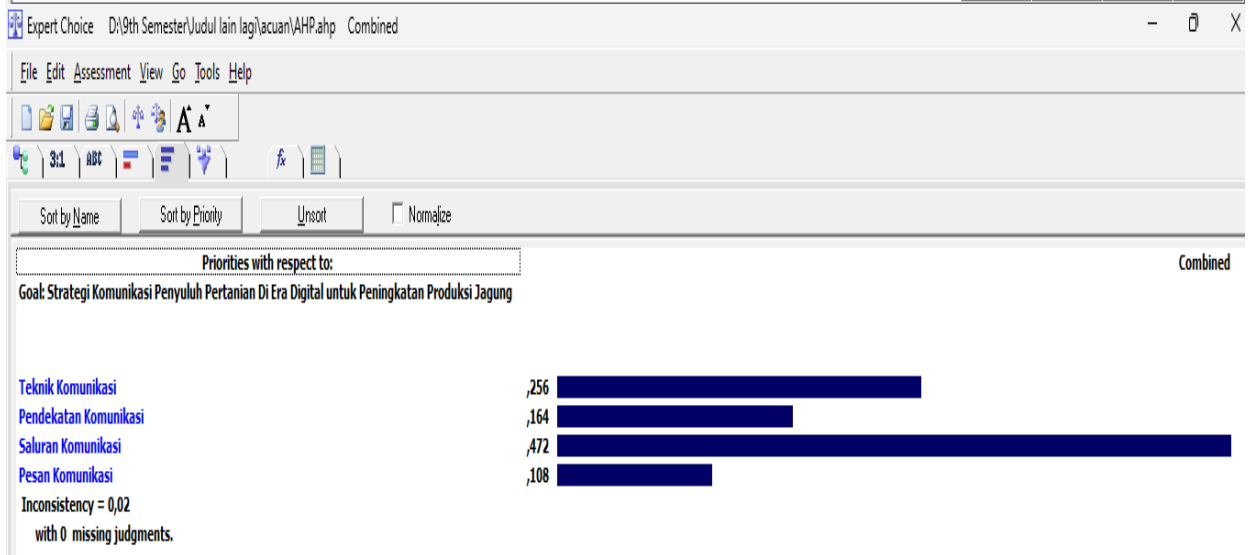 Expert Choice D:\9th Semester\Judul lain lagi\acuan\AHP.ahp Combined
File Edit Assessment View Go Tools Help
A A
3:1 ABC fx
Sort by Name Sort by Priority Unsort Normalize
Priorities with respect to: Combined
Goal: Strategi Komunikasi Penyuluh Pertanian Di Era Digital untuk Peningkatan Produksi Jagung
Teknik Komunikasi ,256
Pendekatan Komunikasi ,164
Saluran Komunikasi ,472
Pesan Komunikasi ,108
Inconsistency = 0,02
with 0 missing judgments.